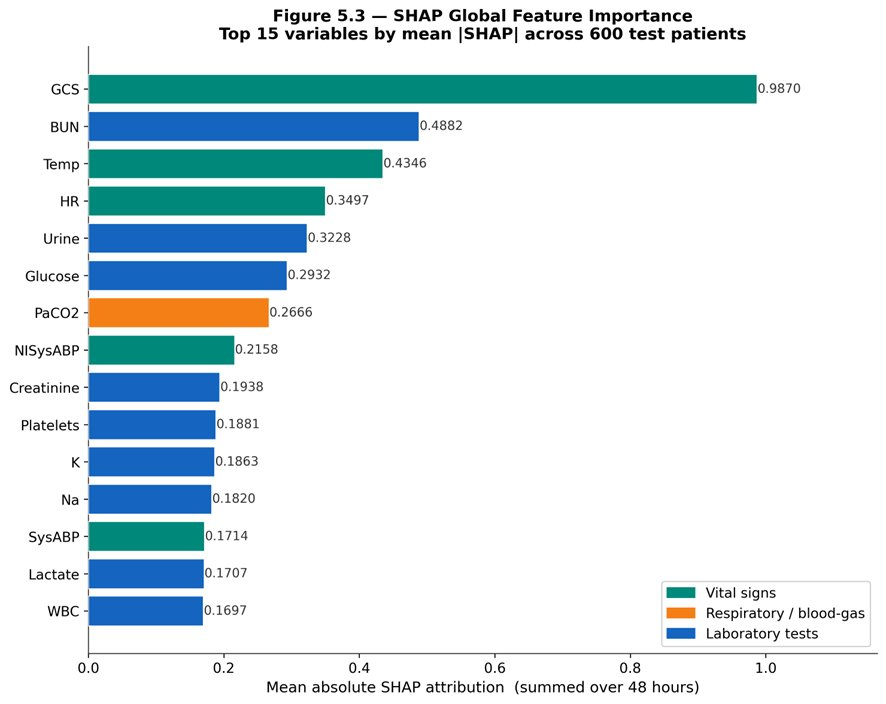 Figure 5.3 — SHAP Global Feature Importance
Top 15 variables by mean |SHAP| across 600 test patients
GCS 0.9870
BUN 0.4882
Temp 0.4346
HR 0.3497
Urine 0.3228
Glucose 0.2932
PaCO2 0.2666
NISysABP 0.2158
Creatinine 0.1938
Platelets 0.1881
K 0.1863
Na 0.1820
SysABP 0.1714
Lactate 0.1707
WBC 0.1697
Vital signs
Respiratory / blood-gas
Laboratory tests
0.0 0.2 0.4 0.6 0.8 1.0
Mean absolute SHAP attribution (summed over 48 hours)